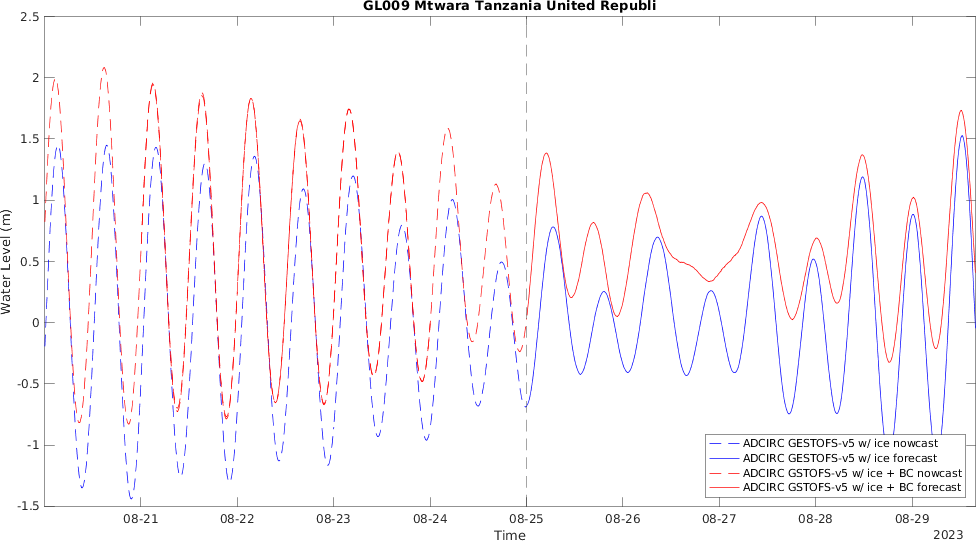 GL009 Mtwara Tanzania United Republi
2.5
2
1.5
1
0.5
0
-0.5
-1
-1.5
Water Level (m)
ADCIRC GESTOFS-v5 w/ ice nowcast
ADCIRC GESTOFS-v5 w/ ice forecast
ADCIRC GSTOFS-v5 w/ ice + BC nowcast
ADCIRC GSTOFS-v5 w/ ice + BC forecast
08-21 08-22 08-23 08-24 08-25 08-26 08-27 08-28 08-29
Time
2023